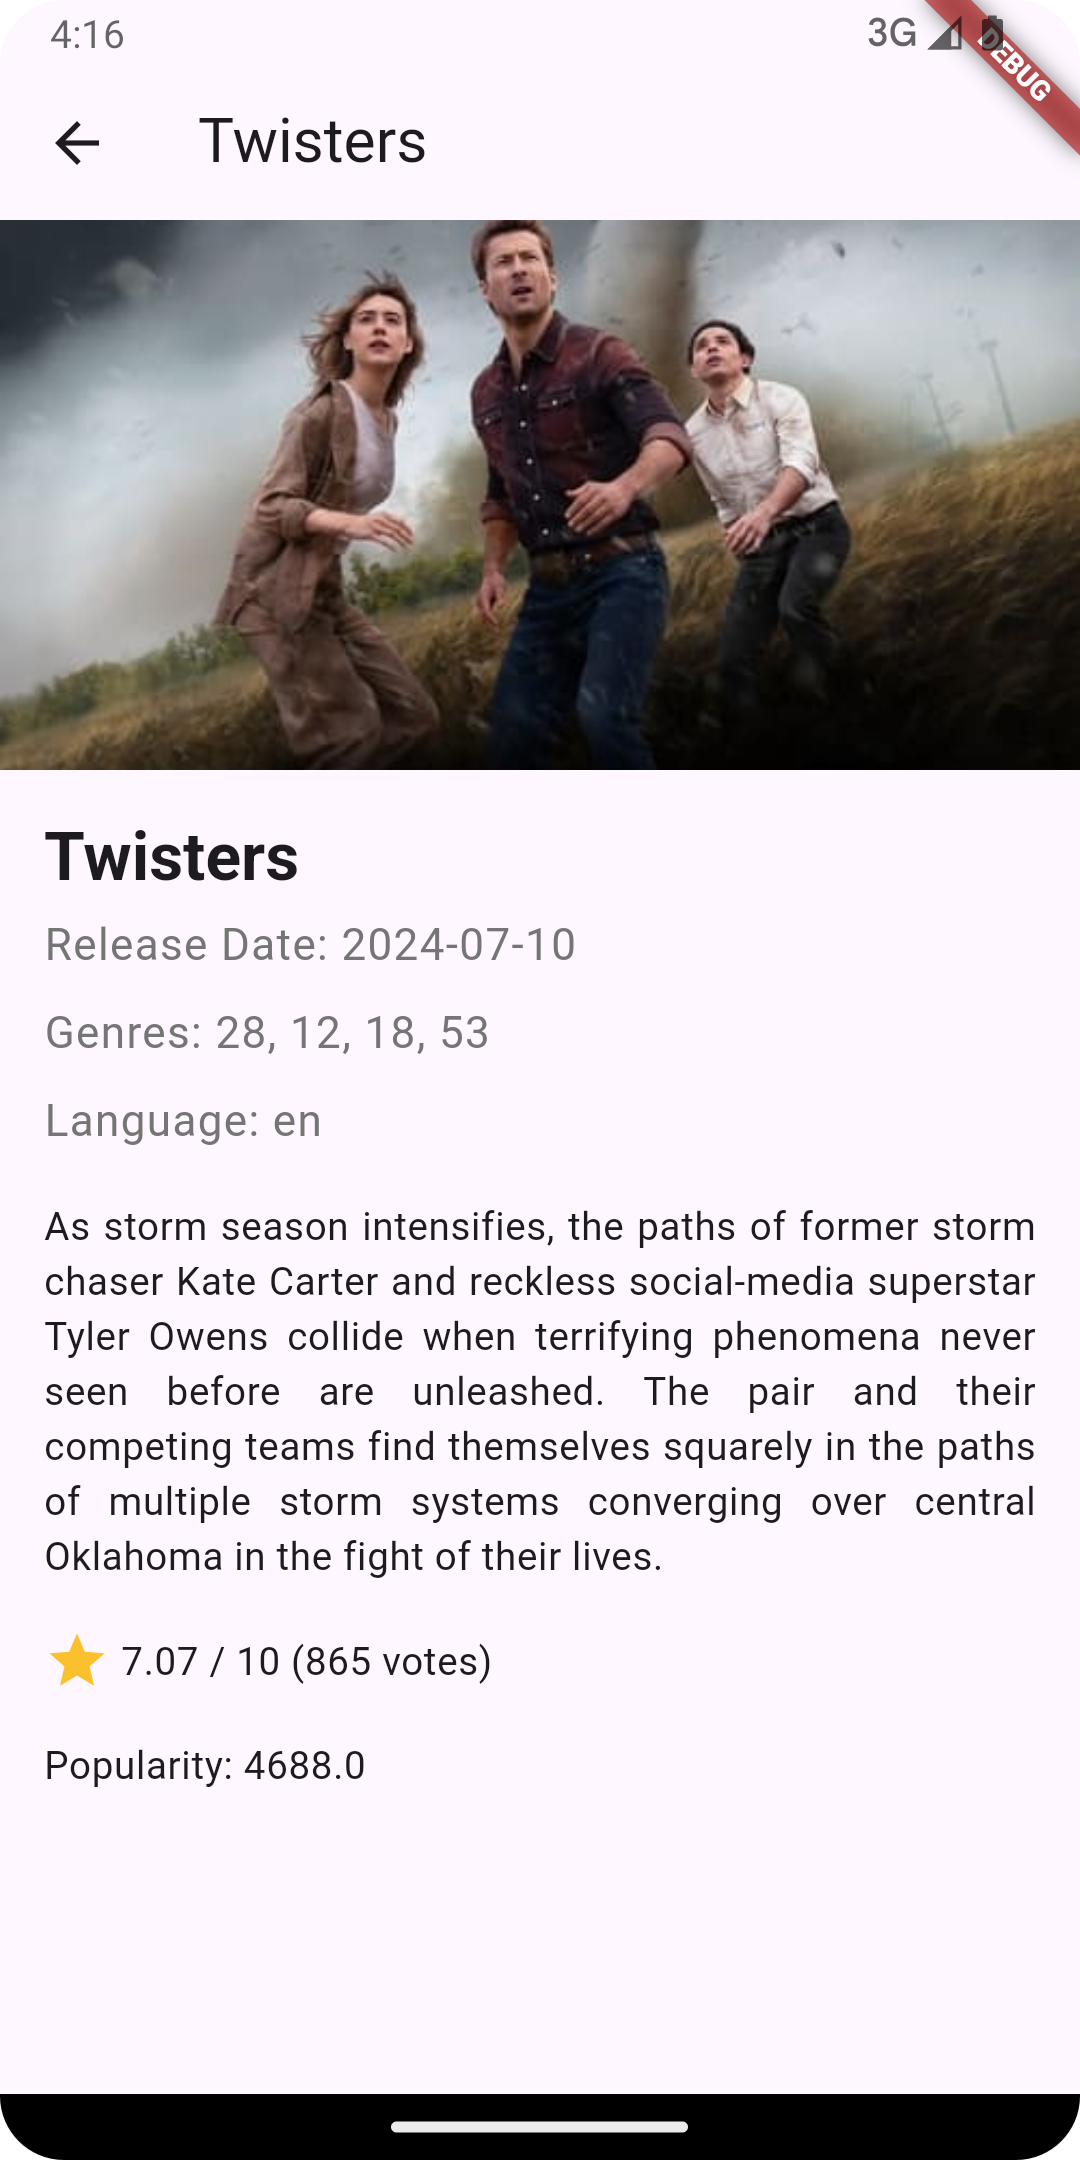 4:16
3G
DEBUG
Twisters
Twisters
Release Date: 2024-07-10
Genres: 28, 12, 18, 53
Language: en
As storm season intensifies, the paths of former storm
chaser Kate Carter and reckless social-media superstar
Tyler Owens collide when terrifying phenomena never
seen before are unleashed. The pair and their
competing teams find themselves squarely in the paths
of multiple storm systems converging over central
Oklahoma in the fight of their lives.
7.07 / 10 (865 votes)
Popularity: 4688.0